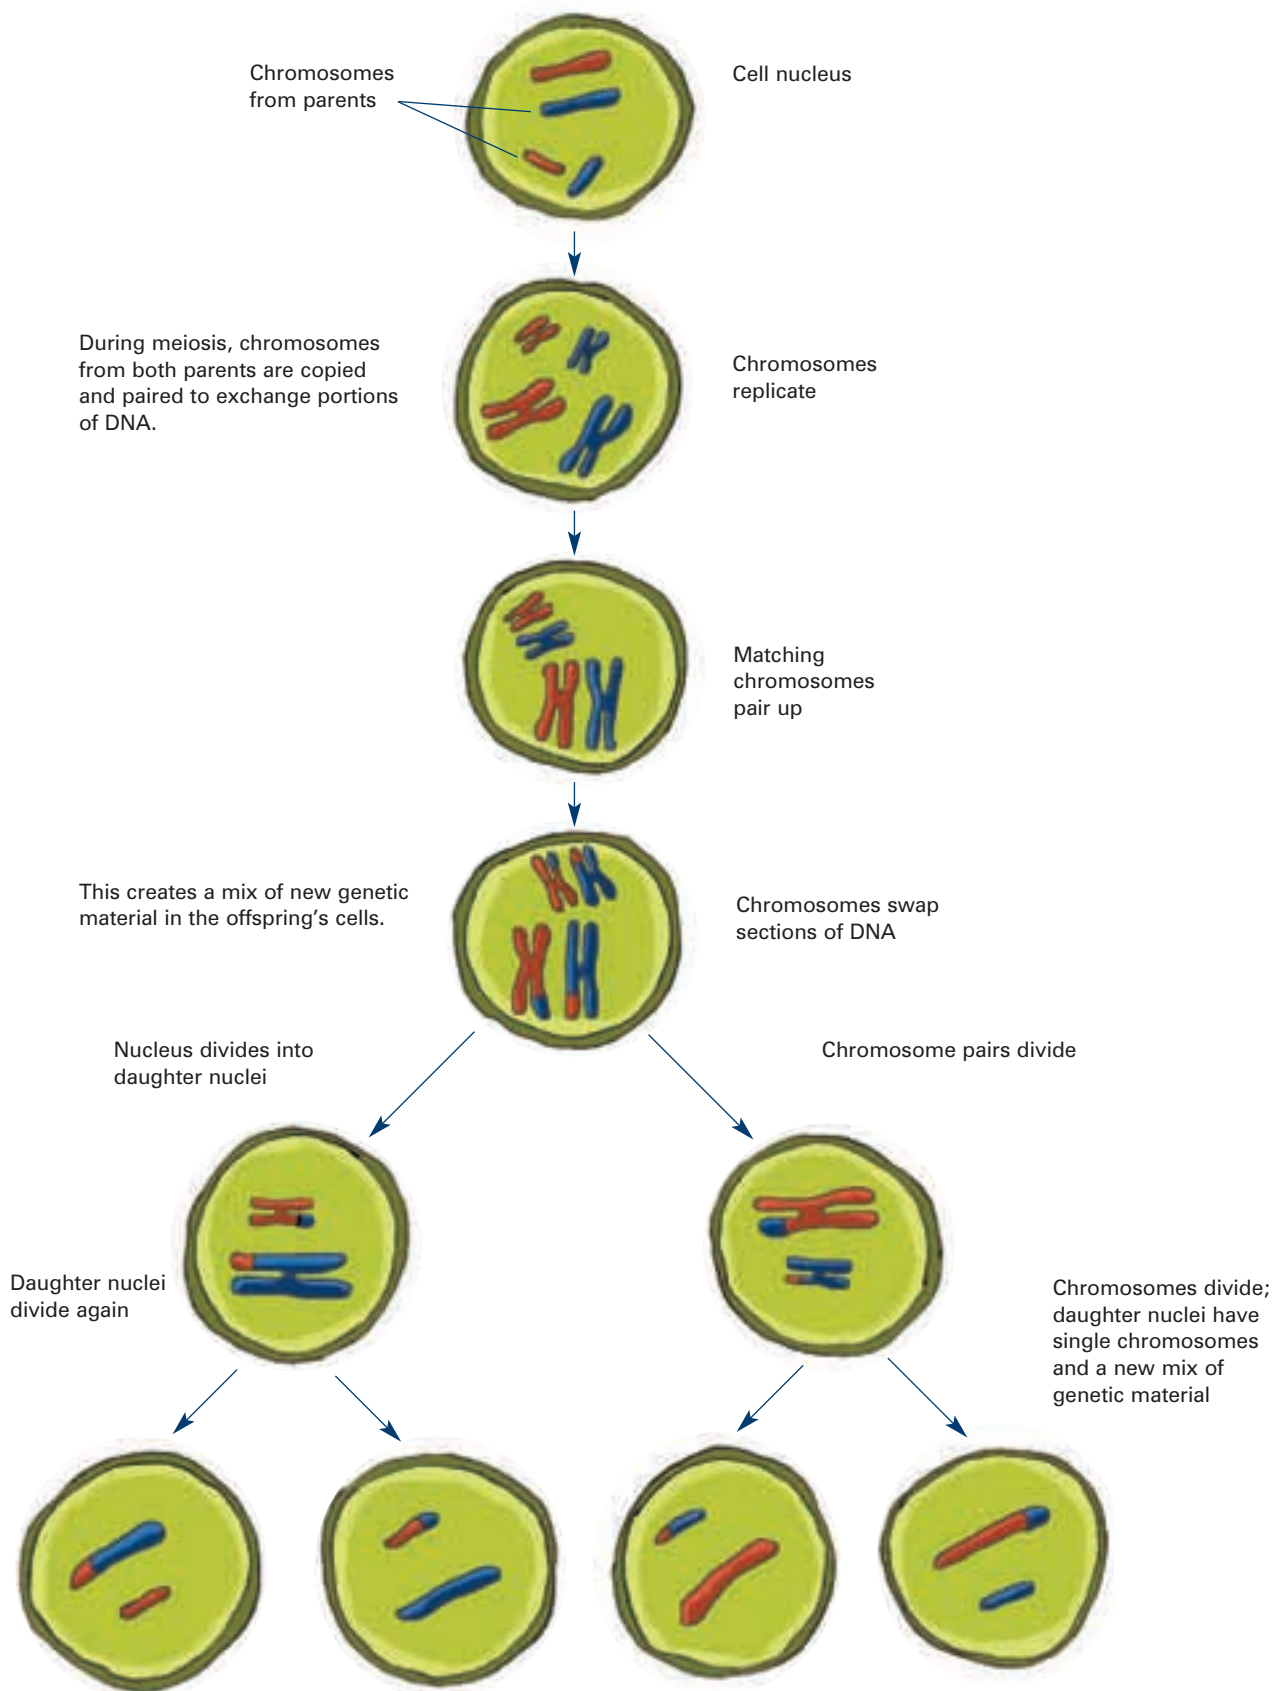 Chromosomes
from parents
Cell nucleus
During meiosis, chromosomes
from both parents are copied
and paired to exchange portions
of DNA.
Chromosomes
replicate
Matching
chromosomes
pair up
This creates a mix of new genetic
material in the offspring’s cells.
Chromosomes swap
sections of DNA
Nucleus divides into
daughter nuclei
Chromosome pairs divide
Daughter nuclei
divide again
Chromosomes divide;
daughter nuclei have
single chromosomes
and a new mix of
genetic material